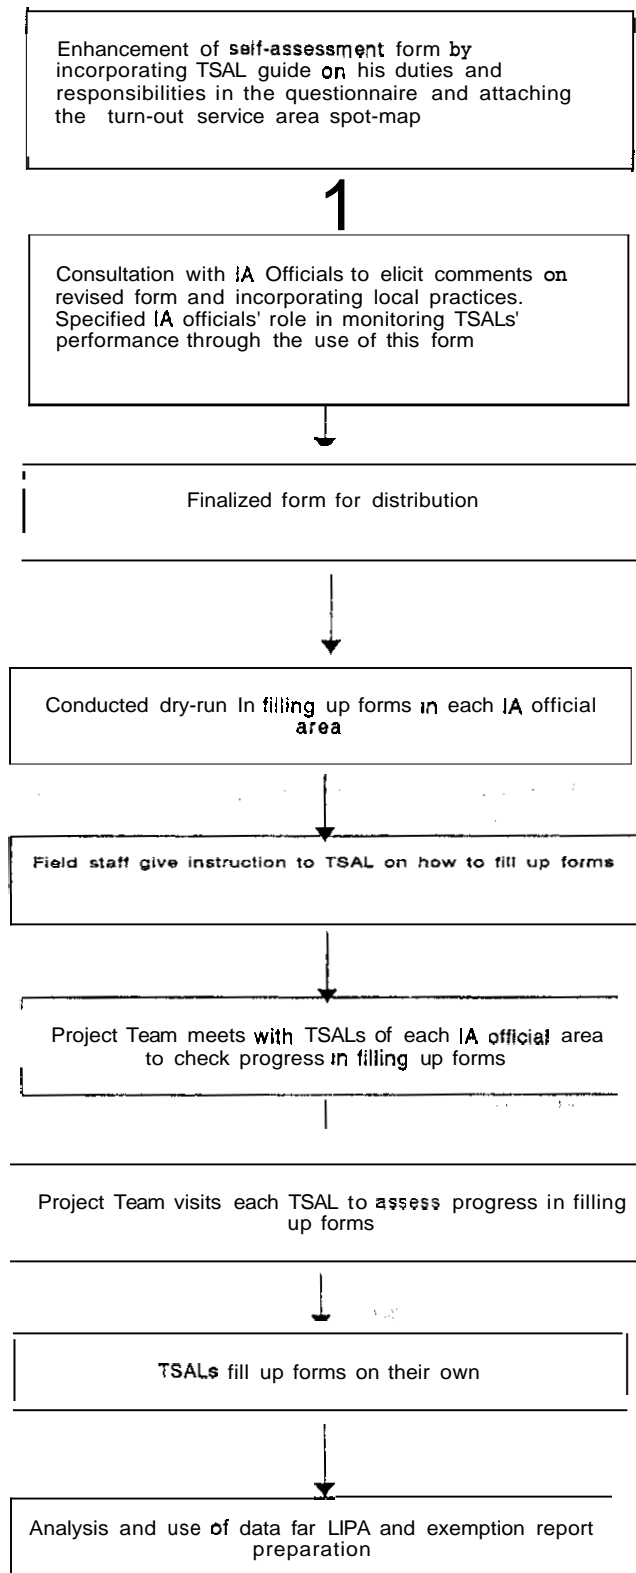 Enhancement of self-assessment form by
incorporating TSAL guide on his duties and
responsibilities in the questionnaire and attaching
the turn-out service area spot-map
1
Consultation with IA Officials to elicit comments on
revised form and incorporating local practices.
Specified IA officials' role in monitoring TSALs'
performance through the use of this form
Finalized form for distribution
Conducted dry-run In filling up forms in each IA official
area
Field staff give instruction to TSAL on how to fill up forms
Project Team meets with TSALs of each IA official area
to check progress in filling up forms
Project Team visits each TSAL to assess progress in filling
up forms
TSALs fill up forms on their own
Analysis and use of data far LIPA and exemption report
preparation